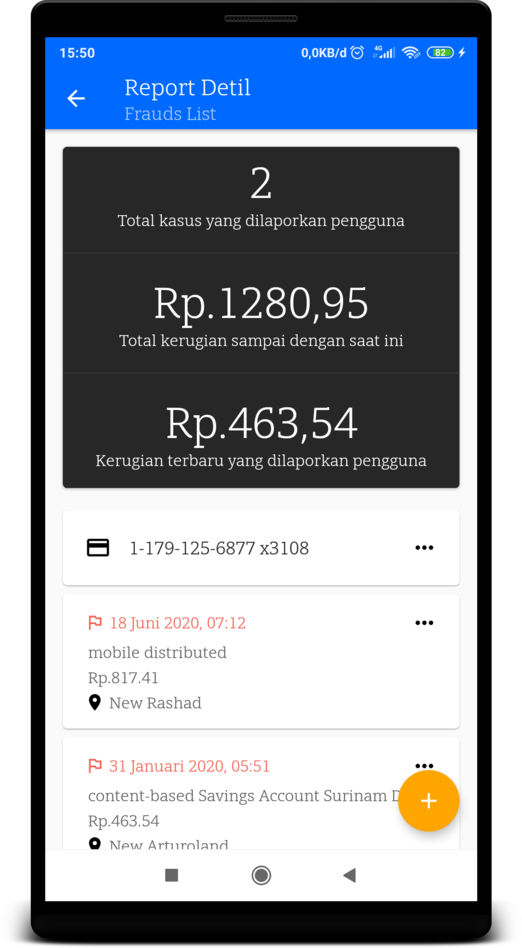 15:50
0,0KB/d 4G 82
Report Detil
Frauds List
2
Total kasus yang dilaporkan pengguna
Rp.1280,95
Total kerugian sampai dengan saat ini
Rp.463,54
Kerugian terbaru yang dilaporkan pengguna
1-179-125-6877 x3108
18 Juni 2020, 07:12
mobile distributed
Rp.817.41
New Rashad
31 Januari 2020, 05:51
content-based Savings Account Surinam
Rp.463.54
New Arturoland